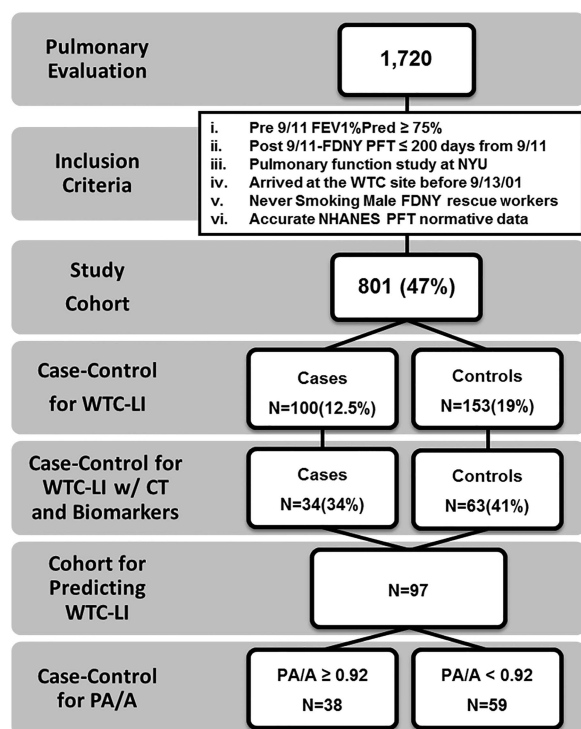 Pulmonary
Evaluation
1,720
Inclusion
Criteria
i. Pre 9/11 FEV1%Pred ≥ 75%
ii. Post 9/11-FDNY PFT ≤ 200 days from 9/11
iii. Pulmonary function study at NYU
iv. Arrived at the WTC site before 9/13/01
v. Never Smoking Male FDNY rescue workers
vi. Accurate NHANES PFT normative data
Study
Cohort
801 (47%)
Case-Control
for WTC-LI
Cases
N=100(12.5%)
Controls
N=153(19%)
Case-Control for
WTC-LI w/ CT
and Biomarkers
Cases
N=34(34%)
Controls
N=63(41%)
Cohort for
Predicting
WTC-LI
N=97
Case-Control
for PA/A
PA/A ≥ 0.92
N=38
PA/A < 0.92
N=59